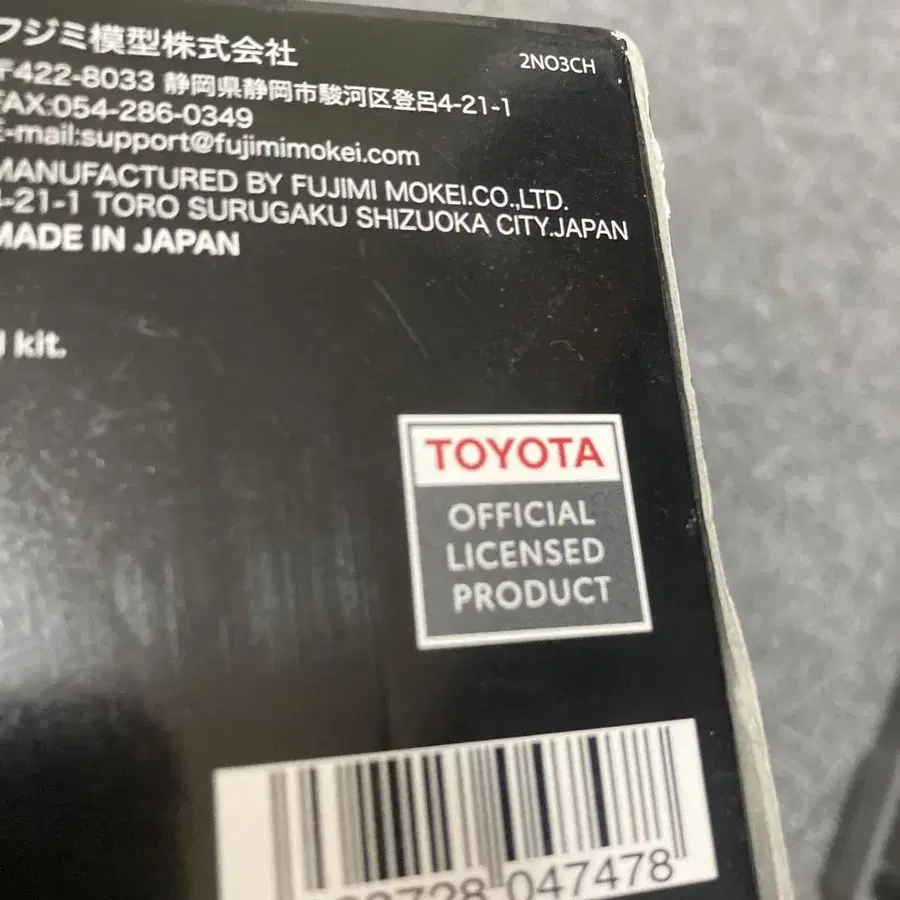 フジミ模型株式会社
2NO3CH
〒422-8033 静岡県静岡市駿河区登呂4-21-1
FAX:054-286-0349
E-mail:support@fujimimokei.com
MANUFACTURED BY FUJIMI MOKEI.CO.,LTD.
4-21-1 TORO SURUGAKU SHIZUOKA CITY.JAPAN
MADE IN JAPAN
kit.
TOYOTA
OFFICIAL
LICENSED
PRODUCT
047478